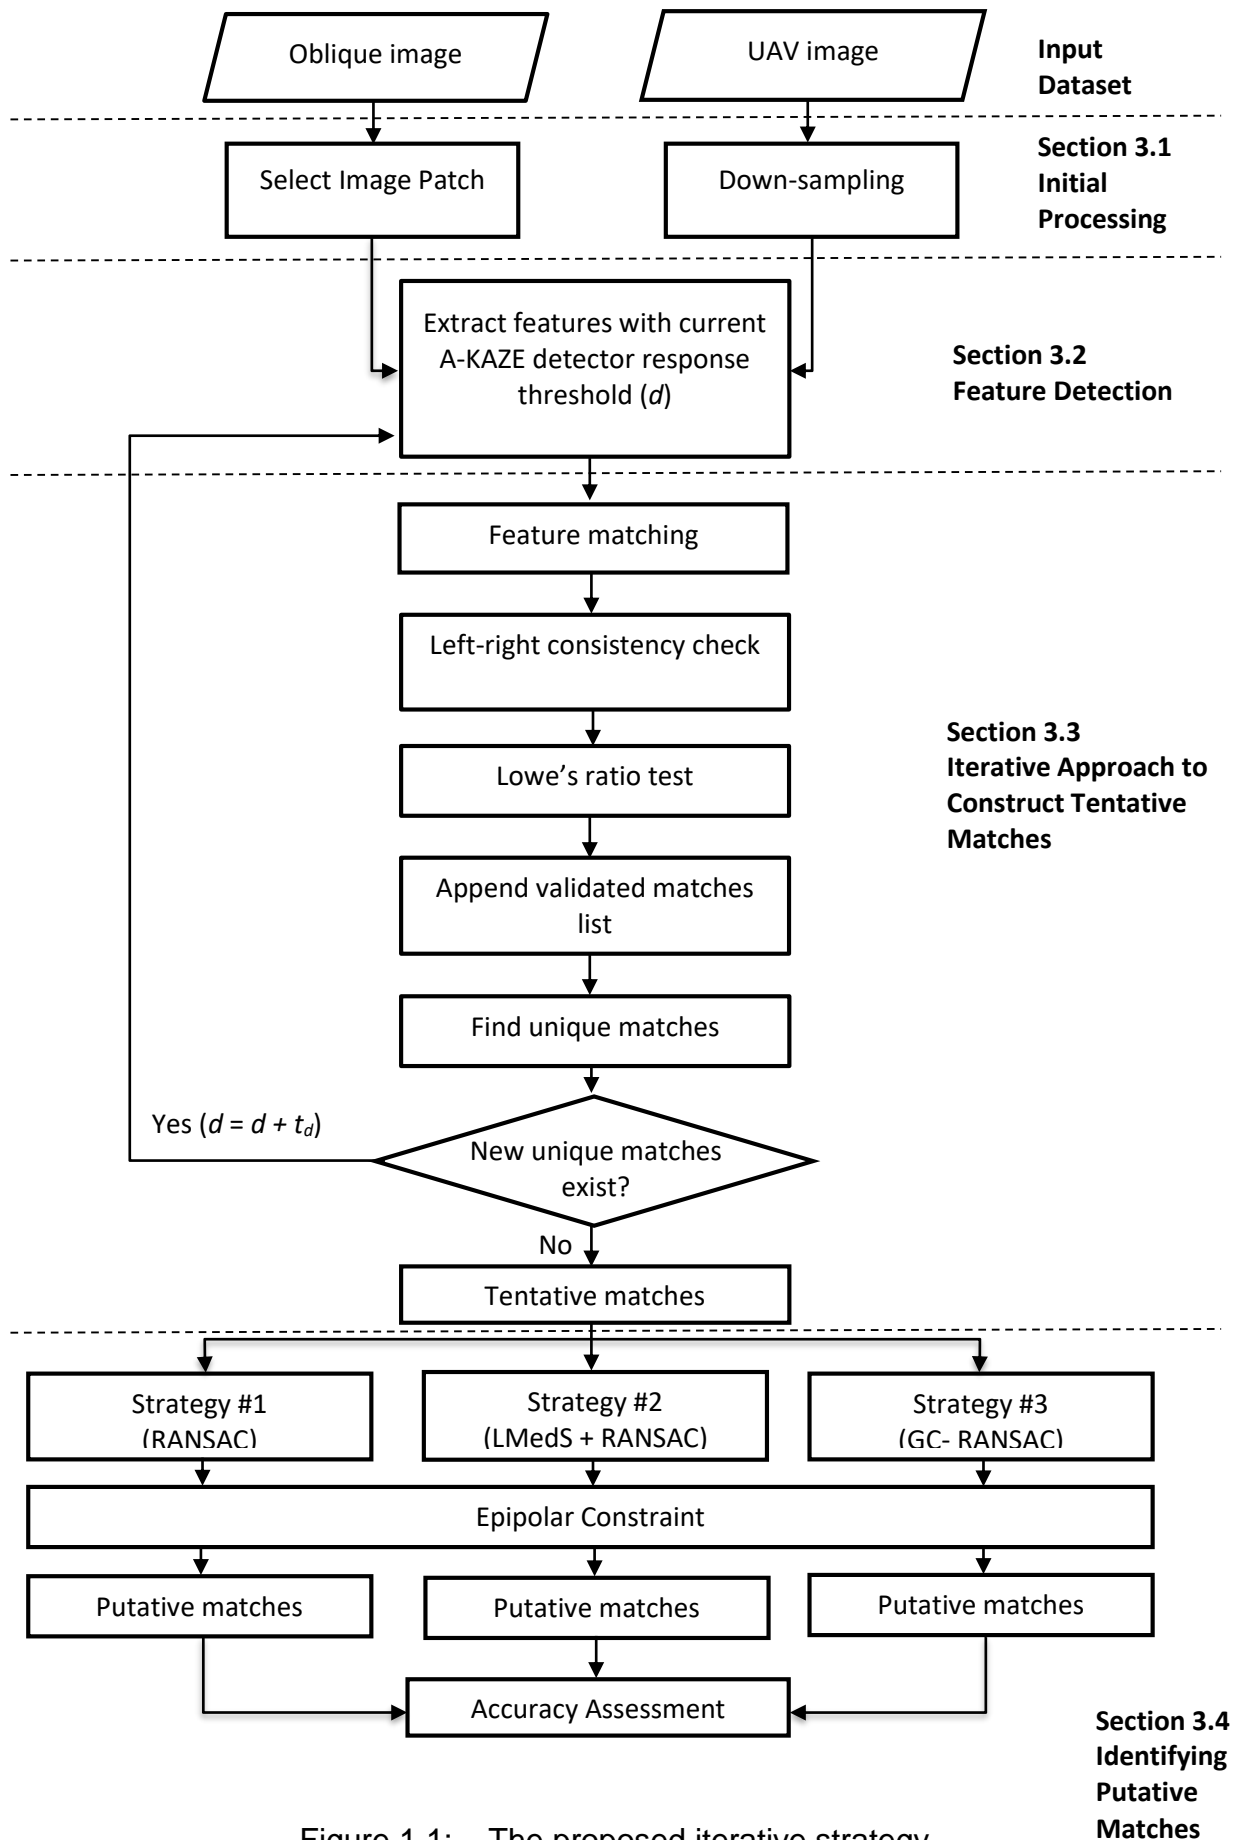 Oblique image
UAV image
Input
Dataset
Select Image Patch
Down-sampling
Section 3.1
Initial
Processing
Extract features with current
A-KAZE detector response
threshold (d)
Section 3.2
Feature Detection
Feature matching
Left-right consistency check
Lowe’s ratio test
Append validated matches
list
Find unique matches
Section 3.3
Iterative Approach to
Construct Tentative
Matches
Yes (d = d + td)
New unique matches
exist?
No
Tentative matches
Strategy #1
(RANSAC)
Strategy #2
(LMedS + RANSAC)
Strategy #3
(GC- RANSAC)
Epipolar Constraint
Putative matches
Putative matches
Putative matches
Accuracy Assessment
Section 3.4
Identifying
Putative
Matches
Figure 1.1: The proposed iterative strategy